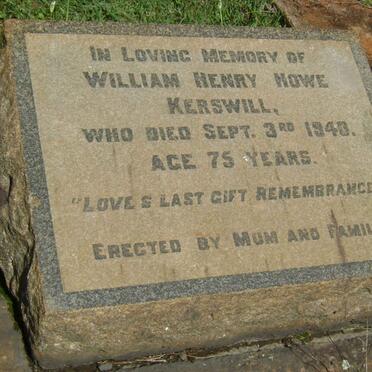 IN LOVING MEMORY OF
WILLIAM HENRY HOWE
KERSWILL,
WHO DIED SEPT. 3RD 1940.
AGE 75 YEARS.
"LOVE'S LAST GIFT REMEMBRANCE
ERECTED BY MUM AND FAMIL